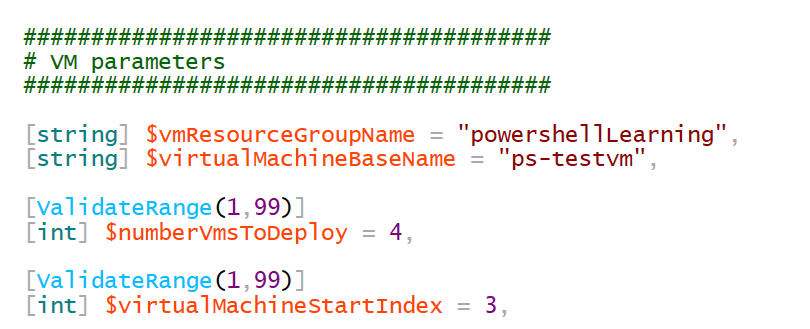 #######################################
# VM parameters
#######################################
[string] $vmResourceGroupName = "powershellLearning",
[string] $virtualMachineBaseName = "ps-testvm",
[ValidateRange(1,99)]
[int] $numberVmsToDeploy = 4,
[ValidateRange(1,99)]
[int] $virtualMachineStartIndex = 3,